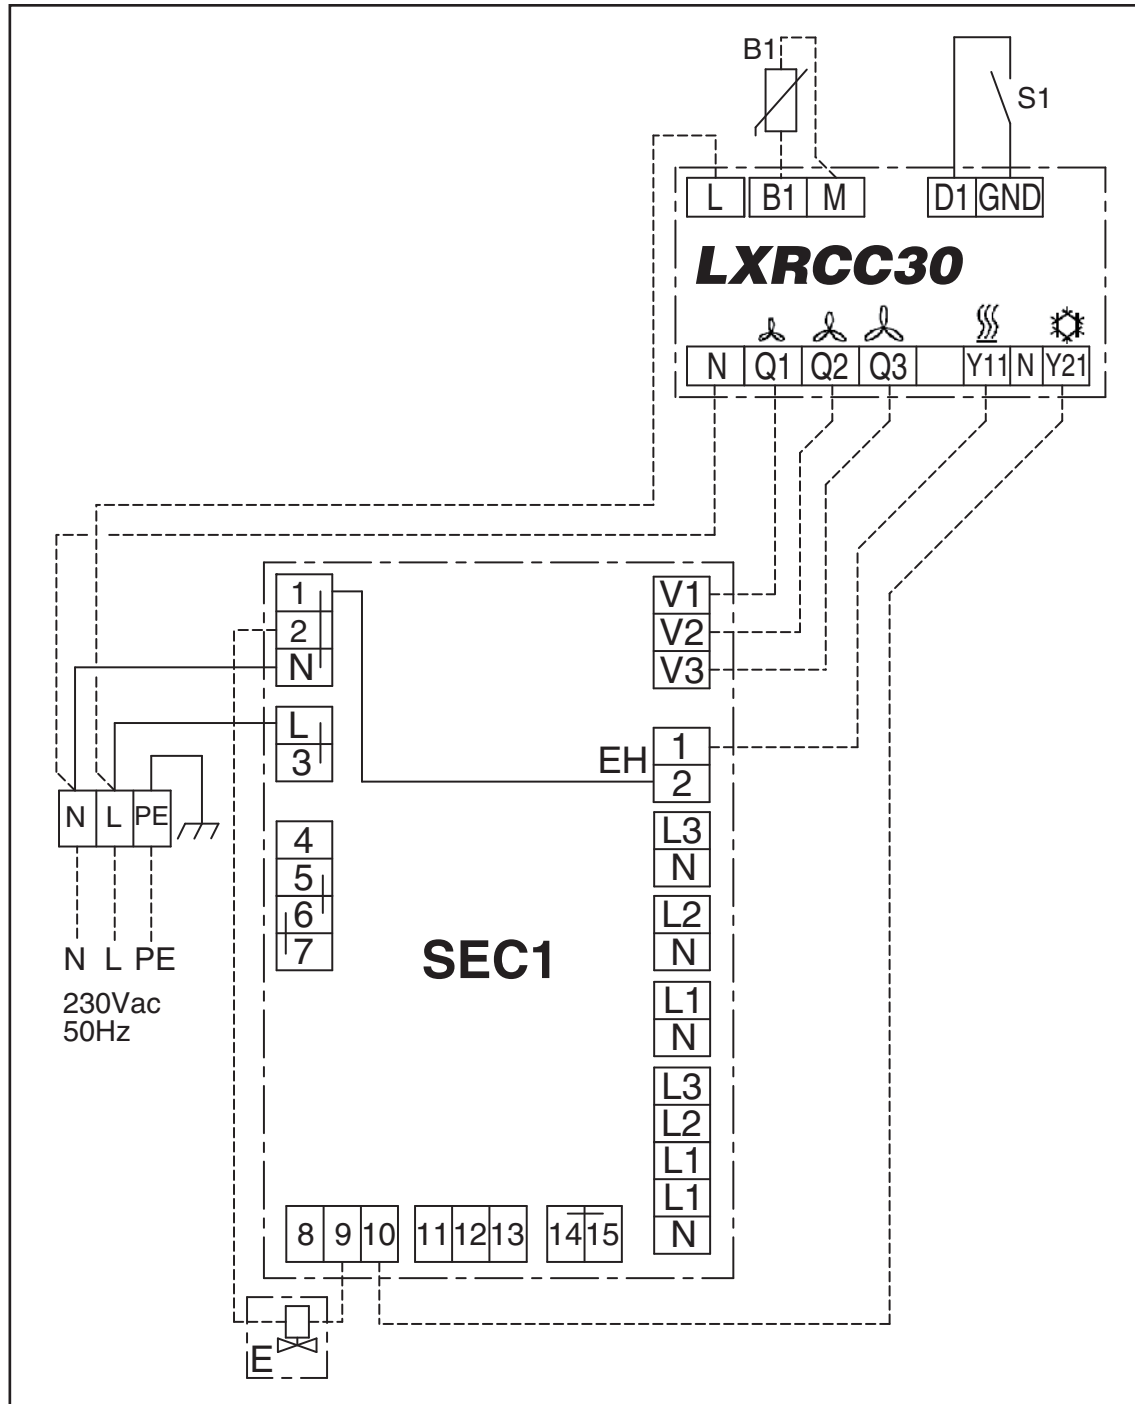 B1
S1
L B1 M D1 GND
LXRCC30
N Q1 Q2 Q3 Y11 N Y21
1
2
N
L
3
V1
V2
V3
EH
1
2
N L PE
4
5
6
7
L3
N
L2
N
L1
N
L3
L2
L1
L1
N
SEC1
N L PE
230Vac
50Hz
8 9 10 11 12 13 14 15
E